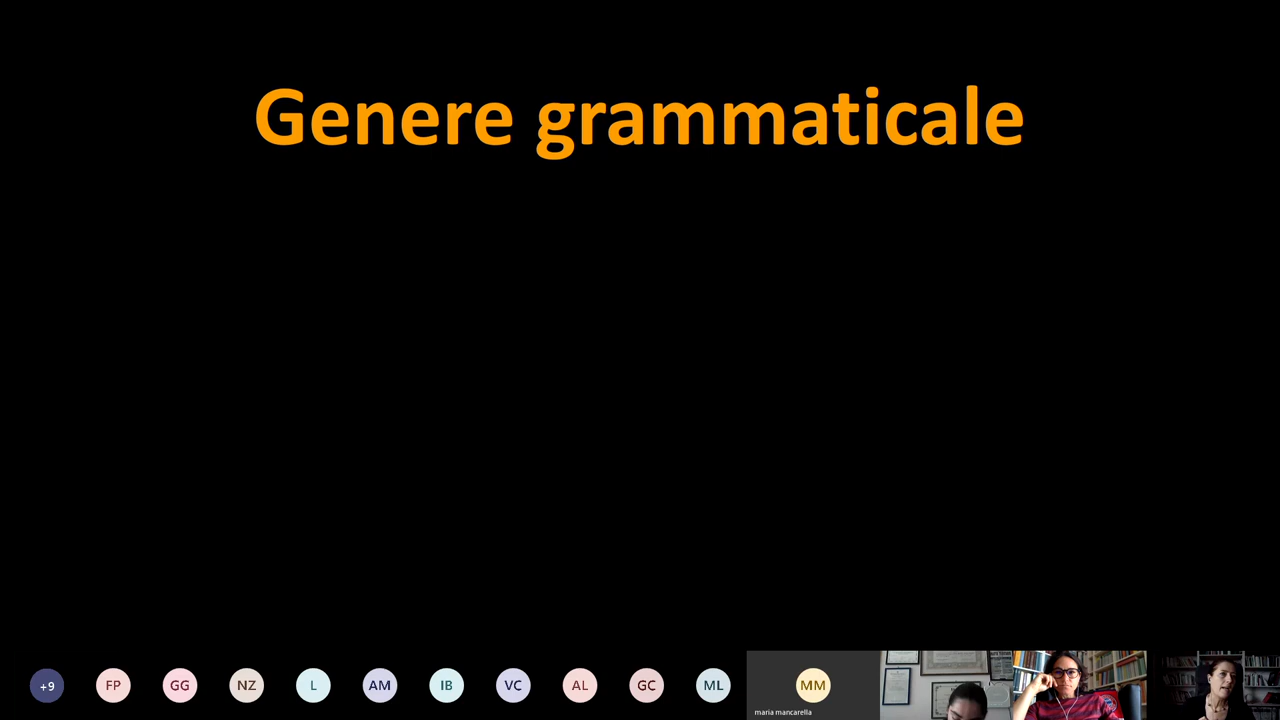 Genere grammaticale
+9 FP GG NZ L AM IB VC AL GC ML MM
maria mancarella